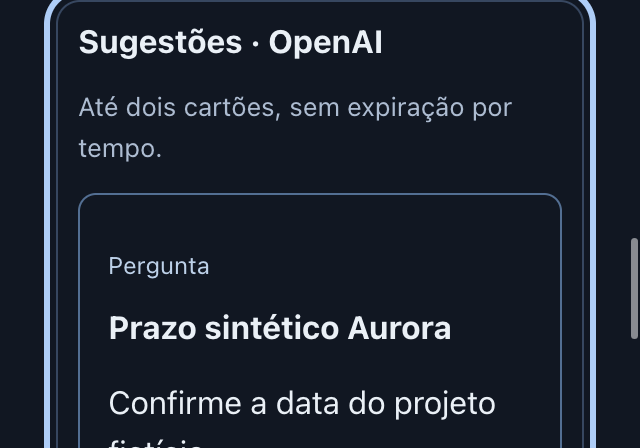 Sugestões · OpenAI
Até dois cartões, sem expiração por
tempo.
Pergunta
Prazo sintético Aurora
Confirme a data do projeto